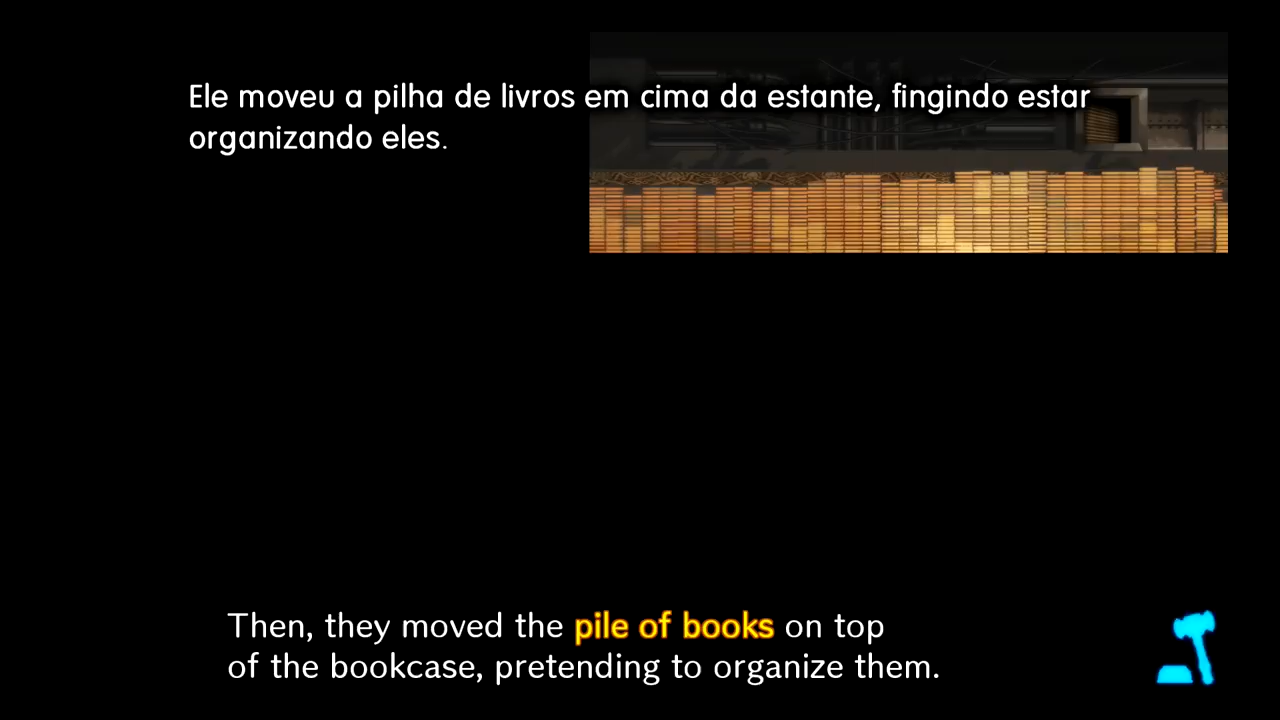 Ele moveu a pilha de livros em cima da estante, fingindo estar
organizando eles.
Then, they moved the pile of books on top
of the bookcase, pretending to organize them.